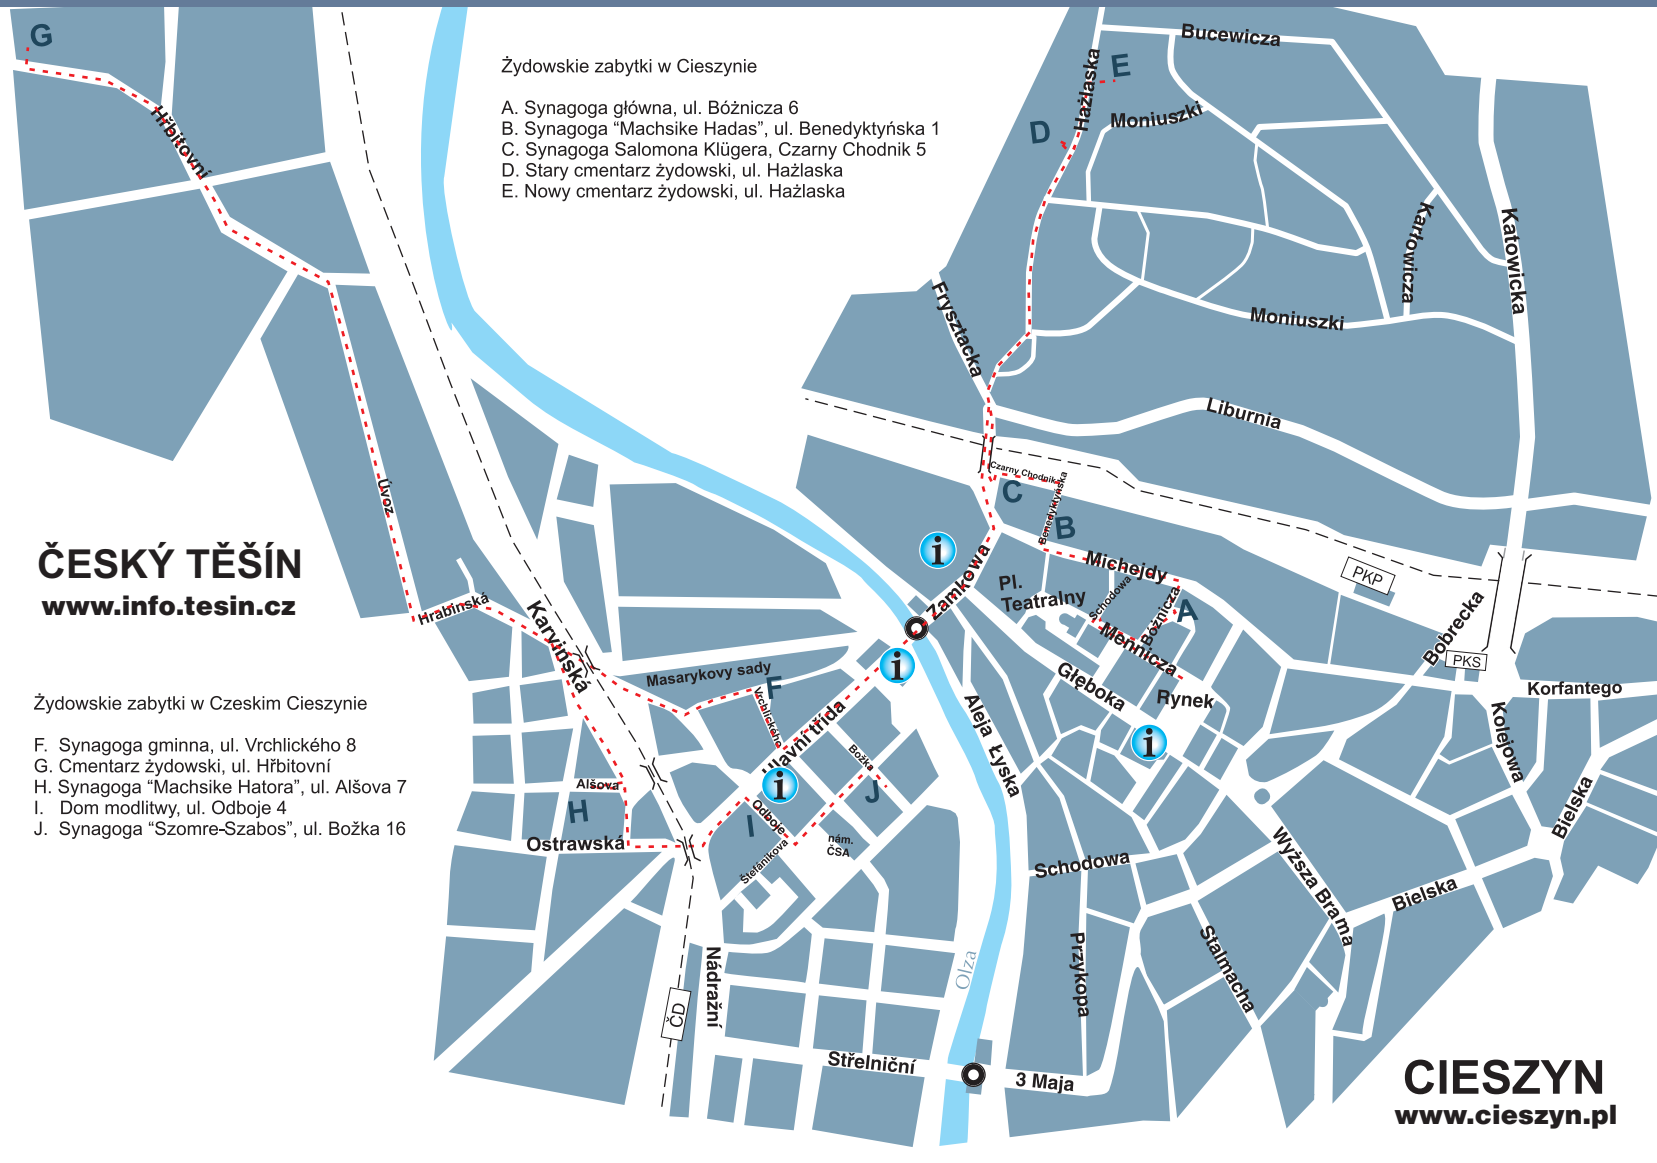 G
Hřbitovní
Żydowskie zabytki w Cieszynie
A. Synagoga główna, ul. Bóżnicza 6
B. Synagoga “Machsike Hadas”, ul. Benedyktyńska 1
C. Synagoga Salomona Klügera, Czarny Chodnik 5
D. Stary cmentarz żydowski, ul. Hażlaska
E. Nowy cmentarz żydowski, ul. Hażlaska
Bucewicza
E
Hażlaska
Moniuszki
D
Karłowicza
Katowicka
Frysztacka
Moniuszki
Liburnia
Úvoz
Czarny Chodnik
C
Benedyktyńska
B
i
Michejdy
PKP
ČESKÝ TĚŠÍN
www.info.tesin.cz
Hrabinská
Karvinská
Zamkowa
Pl.
Teatralny
Schodowa
Bóżnicza
A
Mennicza
Bobrecka
PKS
i
Masarykovy sady
F
Vrchlického
Głęboka
Rynek
Korfantego
Żydowskie zabytki w Czeskim Cieszynie
F. Synagoga gminna, ul. Vrchlického 8
G. Cmentarz żydowski, ul. Hřbitovní
H. Synagoga “Machsike Hatora”, ul. Alšova 7
I. Dom modlitwy, ul. Odboje 4
J. Synagoga “Szomre-Szabos”, ul. Božka 16
Hlavní třída
Aleja Łyska
i
Kolejowa
Božka
Alšova
i
J
H
I
Odboje
Bielska
Ostrawská
nám.
ČSA
Štefánikova
Schodowa
Wyższa Brama
Bielska
Nádražní
Olza
Przykopa
Stalmacha
ČD
Střelniční
3 Maja
CIESZYN
www.cieszyn.pl